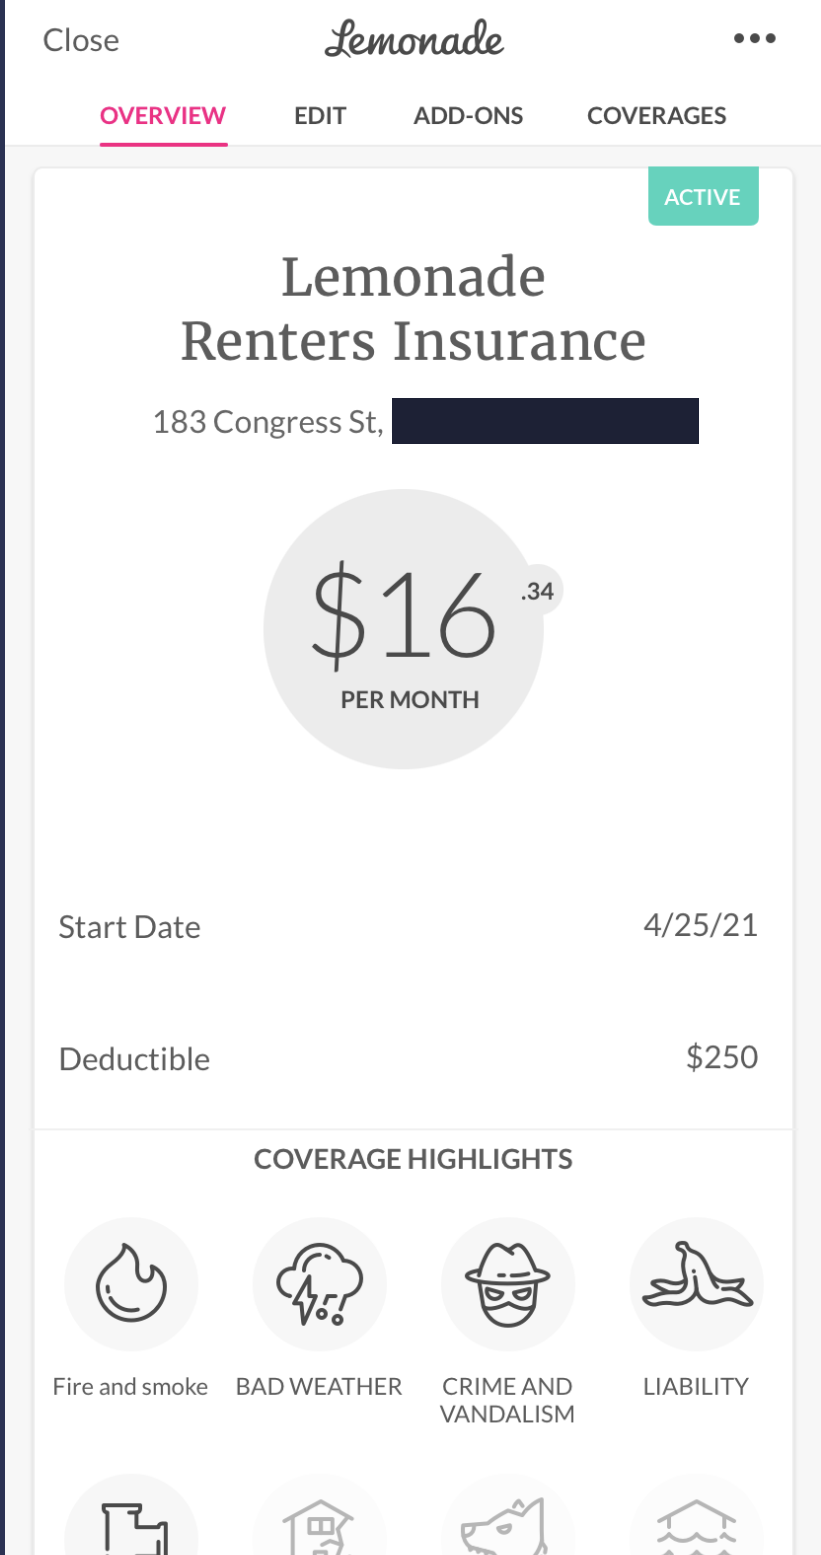 Close
Lemonade
OVERVIEW EDIT ADD-ONS COVERAGES
ACTIVE
Lemonade
Renters Insurance
183 Congress St,
$16 .34
PER MONTH
Start Date 4/25/21
Deductible $250
COVERAGE HIGHLIGHTS
Fire and smoke BAD WEATHER CRIME AND VANDALISM LIABILITY